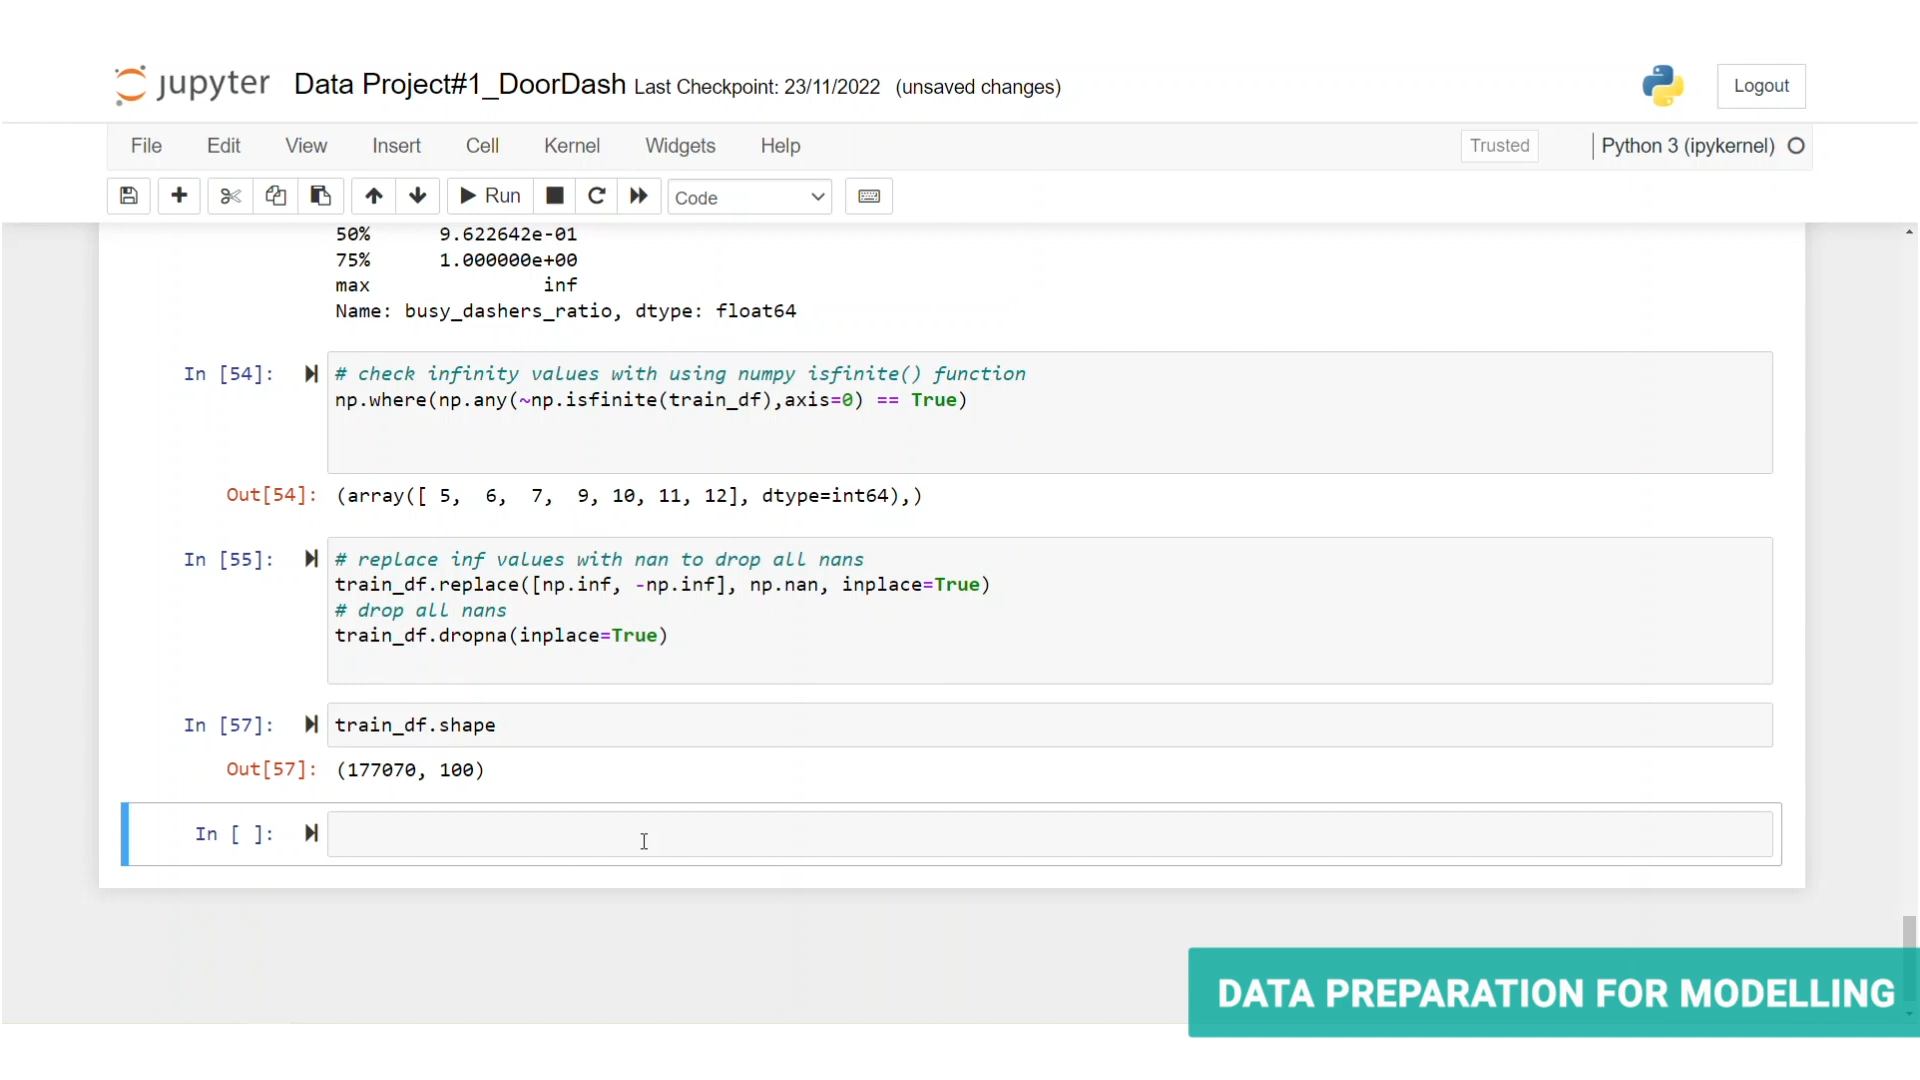 jupyter Data Project#1_DoorDash Last Checkpoint: 23/11/2022 (unsaved changes) Logout
File Edit View Insert Cell Kernel Widgets Help Trusted Python 3 (ipykernel)
Run Code
50% 9.622642e-01
75% 1.000000e+00
max inf
Name: busy_dashers_ratio, dtype: float64
In [54]: # check infinity values with using numpy isfinite() function
np.where(np.any(~np.isfinite(train_df),axis=0) == True)
Out[54]: (array([ 5, 6, 7, 9, 10, 11, 12], dtype=int64),)
In [55]: # replace inf values with nan to drop all nans
train_df.replace([np.inf, -np.inf], np.nan, inplace=True)
# drop all nans
train_df.dropna(inplace=True)
In [57]: train_df.shape
Out[57]: (177070, 100)
In [ ]:
DATA PREPARATION FOR MODELLING